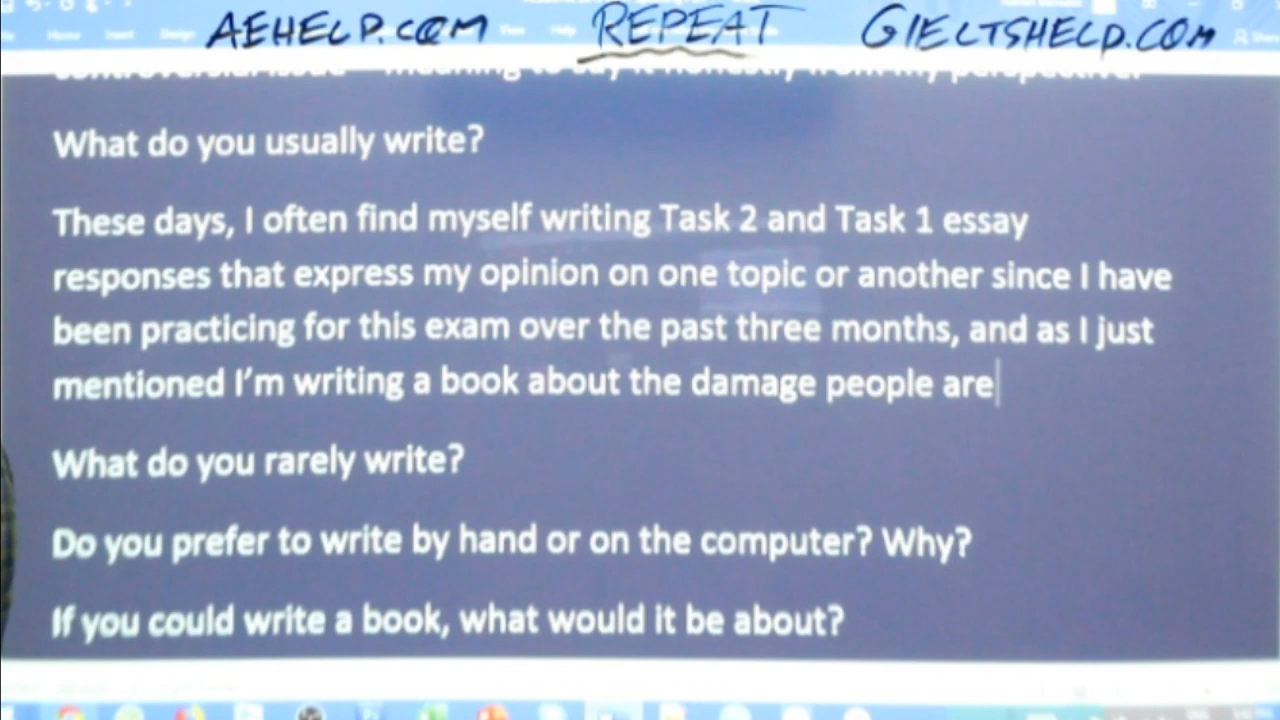 AEHELP.COM REPEAT GIELTSHELP.COM
What do you usually write?
These days, I often find myself writing Task 2 and Task 1 essay
responses that express my opinion on one topic or another since I have
been practicing for this exam over the past three months, and as I just
mentioned I’m writing a book about the damage people are
What do you rarely write?
Do you prefer to write by hand or on the computer? Why?
If you could write a book, what would it be about?